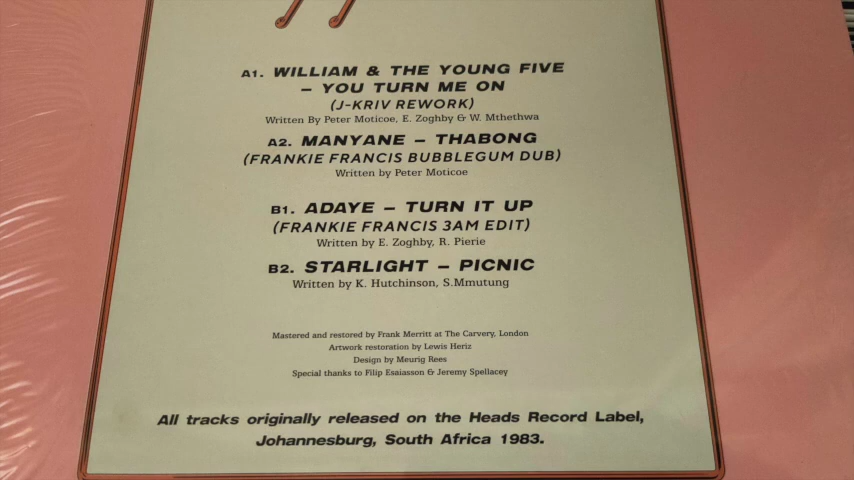 A1. WILLIAM & THE YOUNG FIVE
– YOU TURN ME ON
(J-KRIV REWORK)
Written By Peter Moticoe, E. Zoghby & W. Mthethwa
A2. MANYANE – THABONG
(FRANKIE FRANCIS BUBBLEGUM DUB)
Written by Peter Moticoe
B1. ADAYE – TURN IT UP
(FRANKIE FRANCIS 3AM EDIT)
Written by E. Zoghby, R. Pierie
B2. STARLIGHT – PICNIC
Written by K. Hutchinson, S.Mmutung
Mastered and restored by Frank Merritt at The Carvery, London
Artwork restoration by Lewis Heriz
Design by Meurig Rees
Special thanks to Filip Esaiasson & Jeremy Spellacey
All tracks originally released on the Heads Record Label,
Johannesburg, South Africa 1983.